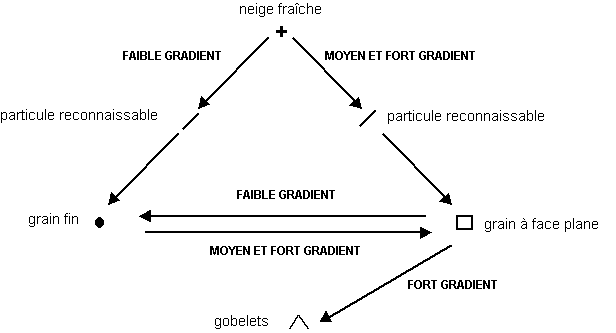 neige fraîche
FAIBLE GRADIENT
MOYEN ET FORT GRADIENT
particule reconnaissable
particule reconnaissable
FAIBLE GRADIENT
grain fin
grain à face plane
MOYEN ET FORT GRADIENT
FORT GRADIENT
gobelets